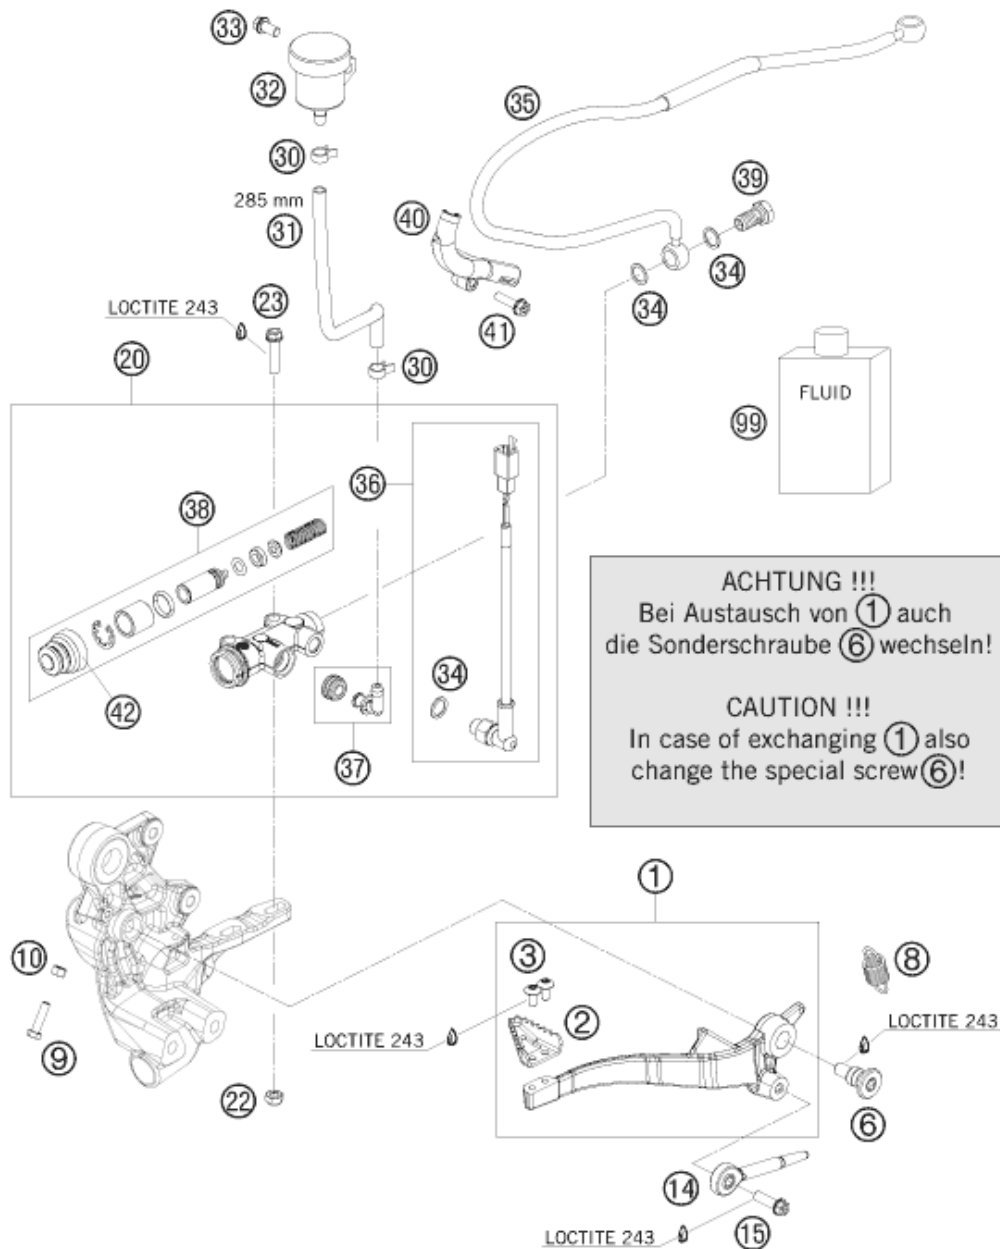 33
32
35
30
39
285 mm
40
31
34
34
23
LOCTITE 243
41
20
30
FLUID
99
36
38
ACHTUNG !!!
Bei Austausch von 1 auch
die Sonderschraube 6 wechseln!
CAUTION !!!
In case of exchanging 1 also
change the special screw 6!
34
42
37
1
3
8
10
2
LOCTITE 243
LOCTITE 243
9
22
6
14
15
LOCTITE 243